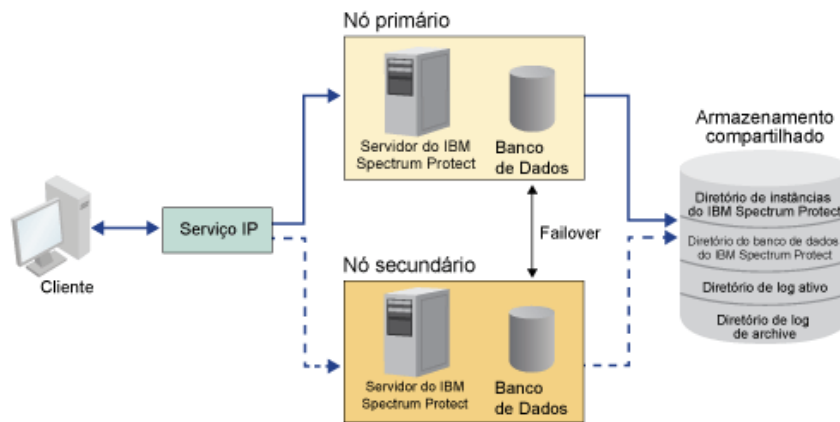 Nó primário
Servidor do IBM
Spectrum Protect
Banco
de Dados
Armazenamento
compartilhado
Diretório de instâncias
do IBM Spectrum Protect
Diretório do banco de dados
do IBM Spectrum Protect
Diretório de log ativo
Diretório de log
de archive
Serviço IP
Cliente
Failover
Nó secundário
Servidor do IBM
Spectrum Protect
Banco
de Dados